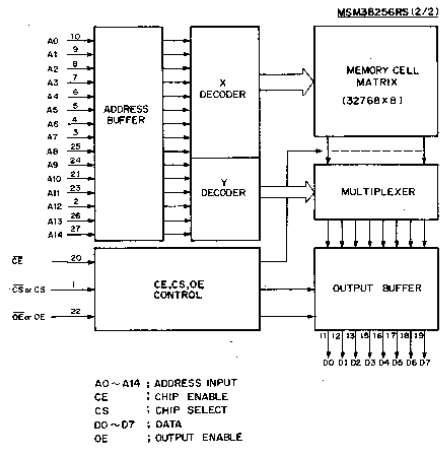 MSM38256RS (2/2)
A0 10
A1 9
A2 8
A3 7
A4 6
A5 5
A6 4
A7 3
A8 25
A9 24
A10 21
A11 23
A12 2
A13 26
A14 27
ADDRESS
BUFFER
X
DECODER
Y
DECODER
MEMORY CELL
MATRIX
(32768×8)
MULTIPLEXER
CE 20
CS or CS 1
OE or OE 22
CE,CS,OE
CONTROL
OUTPUT BUFFER
11 12 13 15 16 17 18 19
D0 D1 D2 D3 D4 D5 D6 D7
A0~A14 ; ADDRESS INPUT
CE ; CHIP ENABLE
CS ; CHIP SELECT
D0~D7 ; DATA
OE ; OUTPUT ENABLE